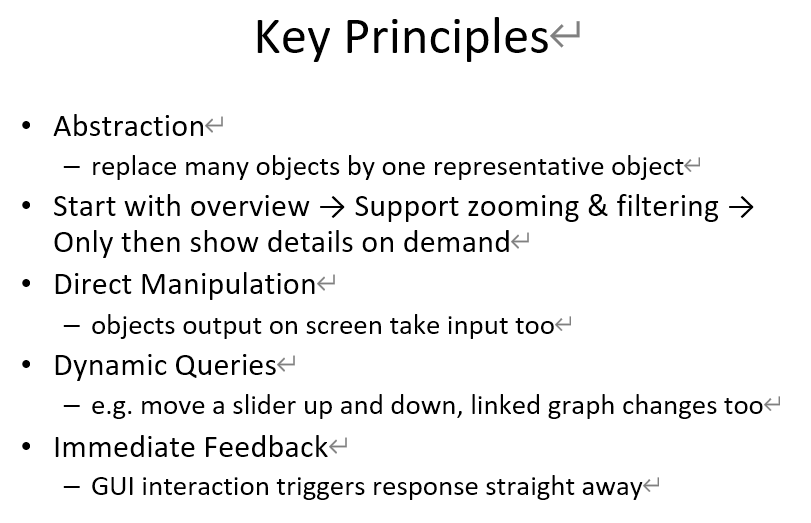 Key Principles↵
• Abstraction↵
– replace many objects by one representative object↵
• Start with overview → Support zooming & filtering →
Only then show details on demand↵
• Direct Manipulation↵
– objects output on screen take input too↵
• Dynamic Queries↵
– e.g. move a slider up and down, linked graph changes too↵
• Immediate Feedback↵
– GUI interaction triggers response straight away↵